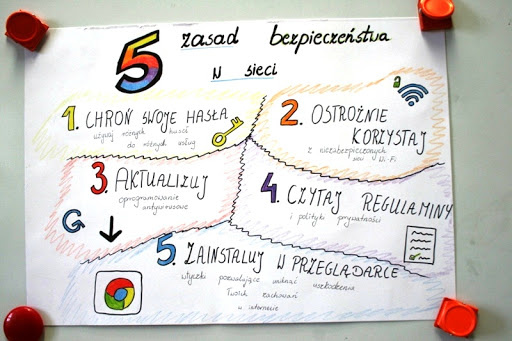 5 zasad bezpieczeństwa
w sieci
1. CHROŃ SWOJE HASŁA
używaj różnych haseł
do różnych usług
2. OSTROŻNIE
KORZYSTAJ
z niezabezpieczonych
sieci Wi-Fi
3. AKTUALIZUJ
oprogramowanie
antywirusowe
G
4. CZYTAJ REGULAMINY
i polityki prywatności
5. ZAINSTALUJ W PRZEGLĄDARCE
wtyczki pozwalające uniknąć
Twoich zachowań
w internecie